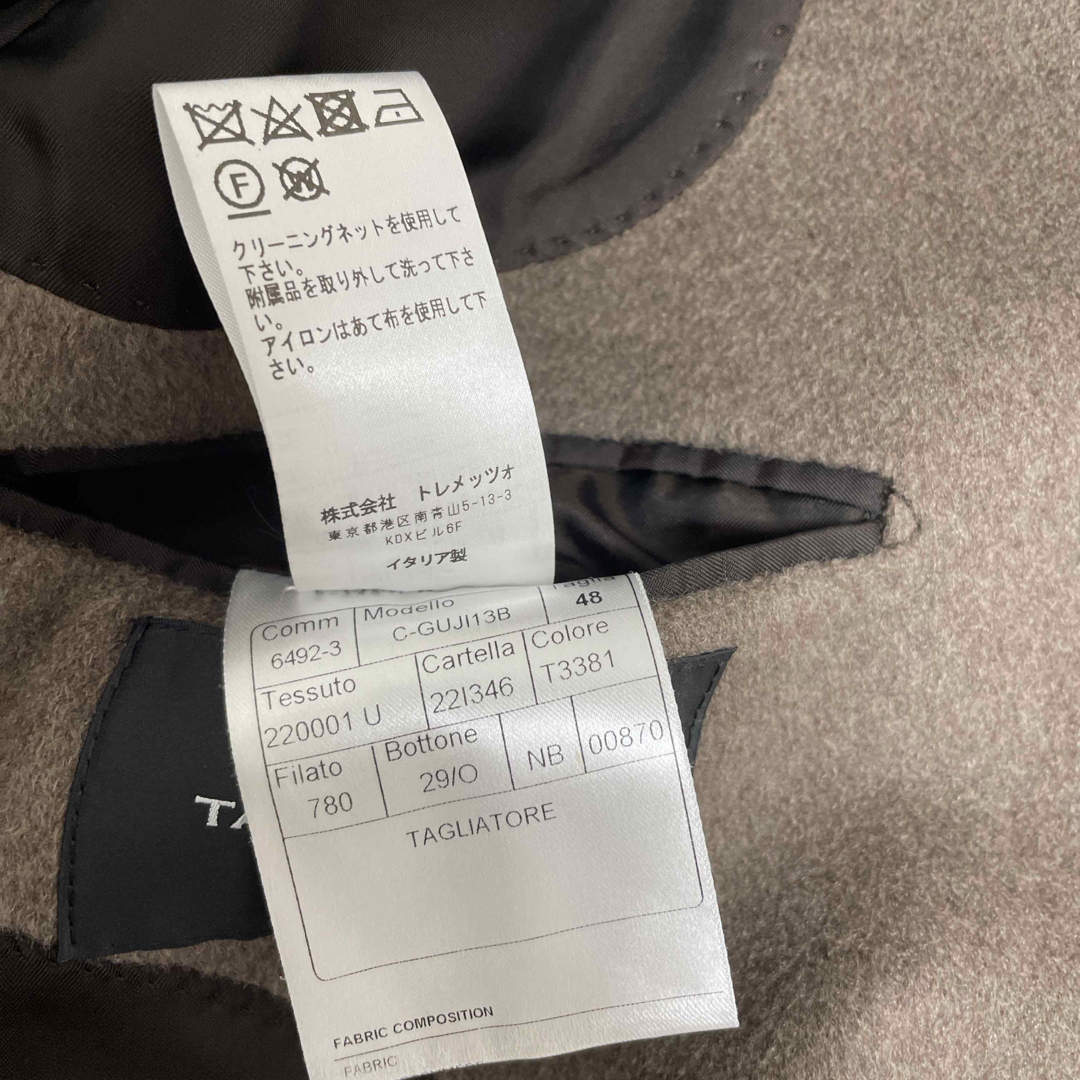 F
W
クリーニングネットを使用して
下さい。
附属品を取り外して洗って下さ
い。
アイロンはあて布を使用して下
さい。
株式会社 トレメッツォ
東京都港区南青山5-13-3
KDXビル6F
イタリア製
Comm Modello Taglia
6492-3 C-GUJI13B 48
Tessuto Cartella Colore
220001 U 22I346 T3381
Filato Bottone
780 29/O NB 00870
TAGLIATORE
FABRIC COMPOSITION
FABRIC